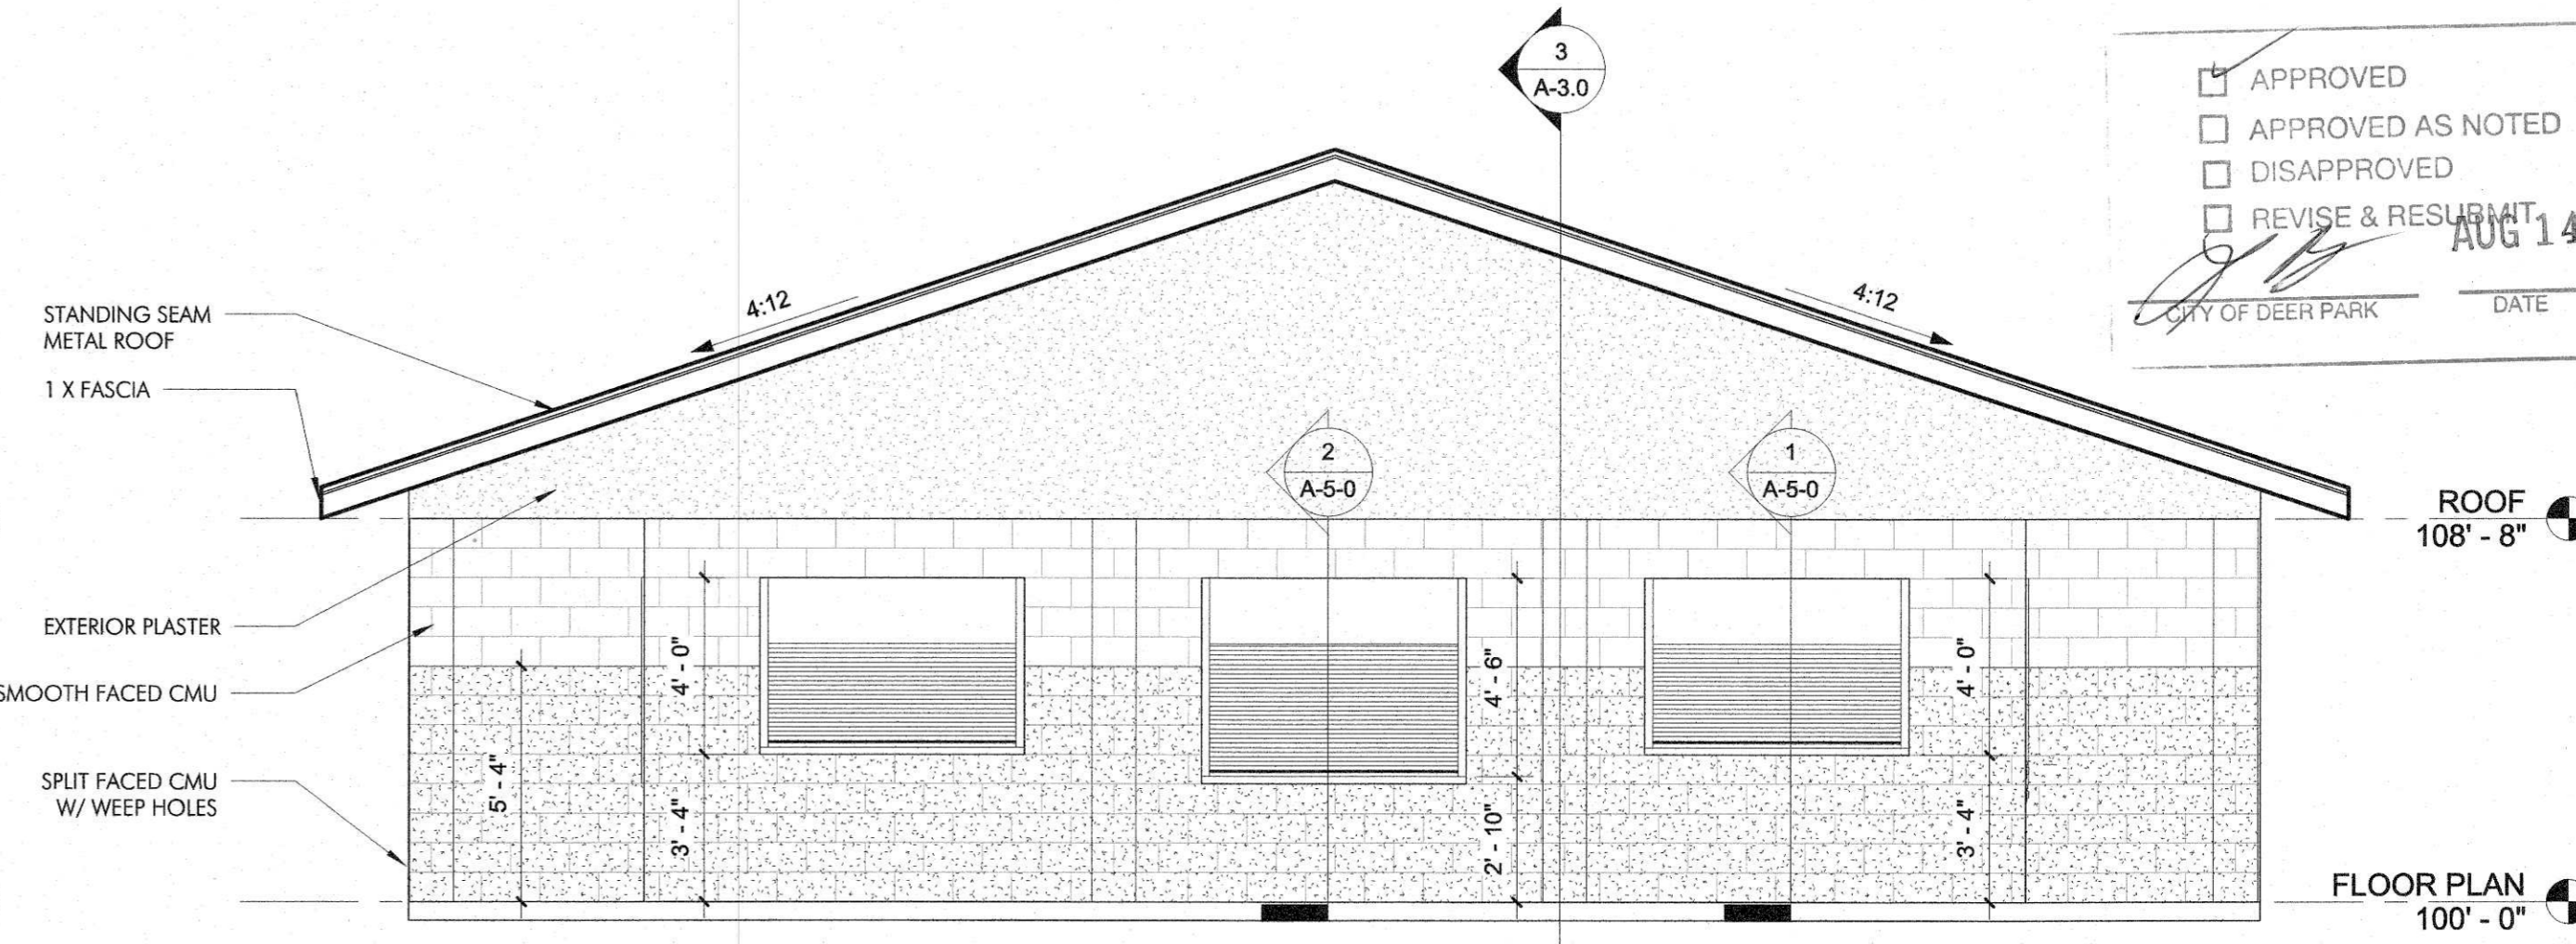 3
A-3.0
APPROVED
APPROVED AS NOTED
DISAPPROVED
REVISE & RESUBMIT
AUG 14
CITY OF DEER PARK
DATE
4:12
4:12
STANDING SEAM
METAL ROOF
1 X FASCIA
2
A-5-0
1
A-5-0
ROOF
108' - 8"
EXTERIOR PLASTER
SMOOTH FACED CMU
SPLIT FACED CMU
W/ WEEP HOLES
5' - 4"
4' - 0"
3' - 4"
4' - 6"
2' - 10"
4' - 0"
3' - 4"
FLOOR PLAN
100' - 0"